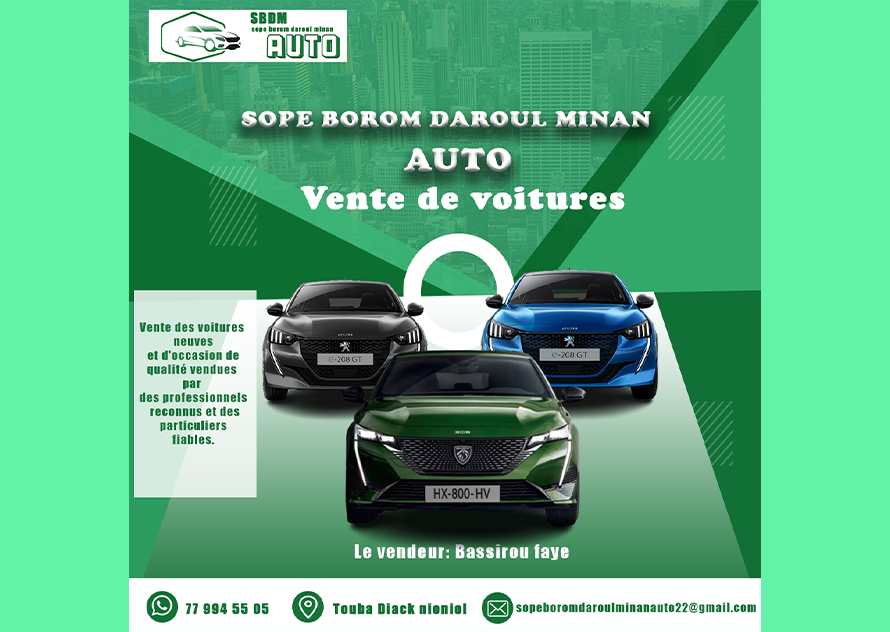 SBDM
sope borom daroul minan
AUTO
SOPE BOROM DAROUL MINAN
AUTO
Vente de voitures
Vente des voitures
neuves
et d'occasion de
qualité vendues
par
des professionnels
reconnus et des
particuliers
fiables.
e-208 GT
e-208 GT
308
HX-800-HV
Le vendeur: Bassirou faye
77 994 55 05
Touba Diack nioniol
sopeboromdaroulminanauto22@gmail.com